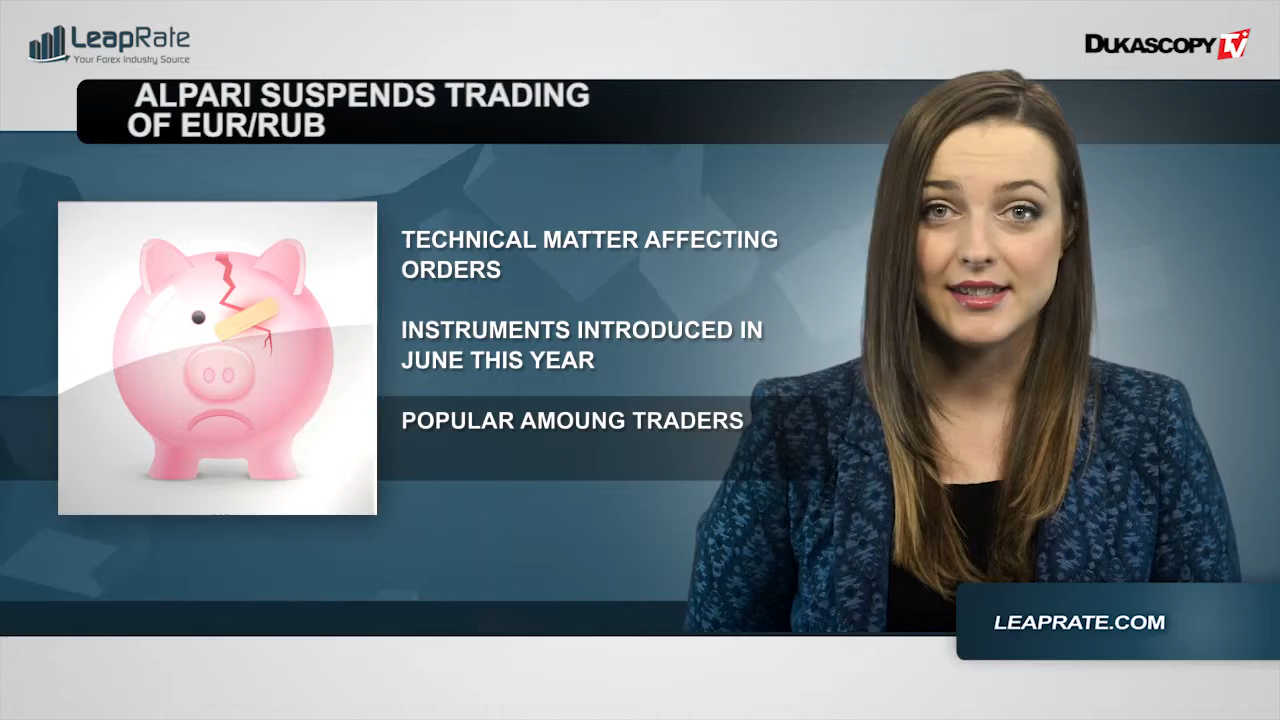 LeapRate
Your Forex Industry Source
DUKASCOPY TV
ALPARI SUSPENDS TRADING
OF EUR/RUB
TECHNICAL MATTER AFFECTING
ORDERS
INSTRUMENTS INTRODUCED IN
JUNE THIS YEAR
POPULAR AMOUNG TRADERS
LEAPRATE.COM